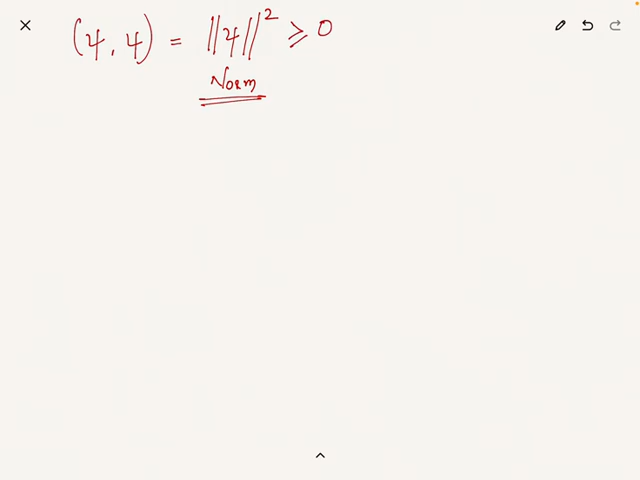 (ψ, ψ) = ||ψ||² ≥ 0
Norm